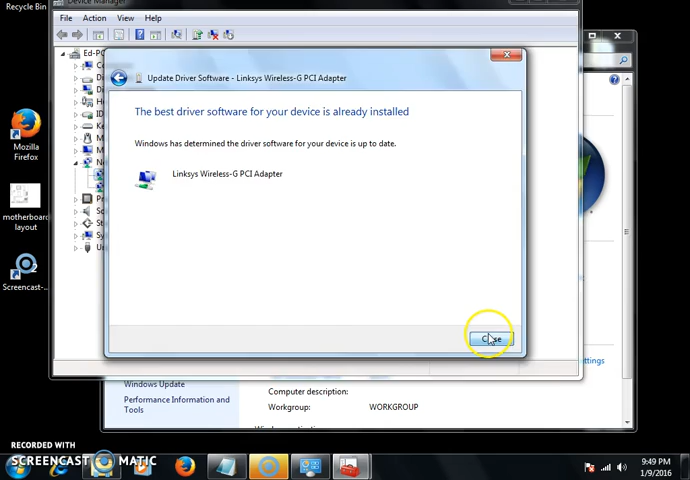 Recycle Bin
Device Manager
File Action View Help
Ed-PC
Update Driver Software - Linksys Wireless-G PCI Adapter
The best driver software for your device is already installed
Windows has determined the driver software for your device is up to date.
Linksys Wireless-G PCI Adapter
Close
Mozilla
Firefox
motherboard
layout
Screencast-...
Windows Update
Performance Information and
Tools
Computer description:
Workgroup: WORKGROUP
RECORDED WITH
SCREENCAST MATIC
9:49 PM
1/9/2016